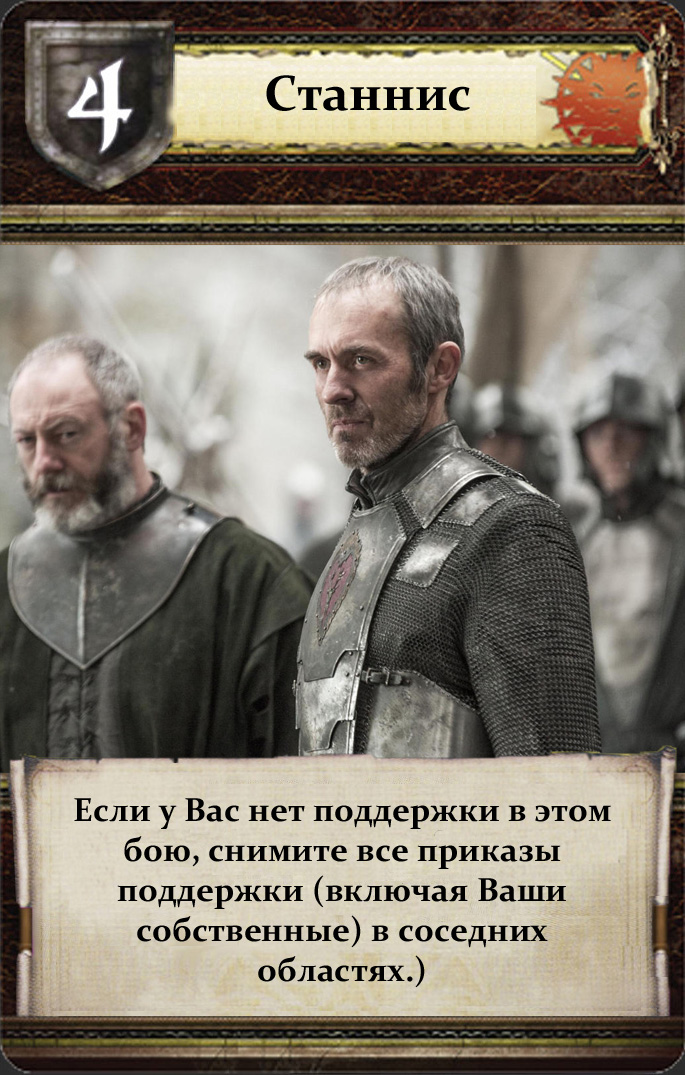 4
Станнис
Если у Вас нет поддержки в этом
бою, снимите все приказы
поддержки (включая Ваши
собственные) в соседних
областях.)